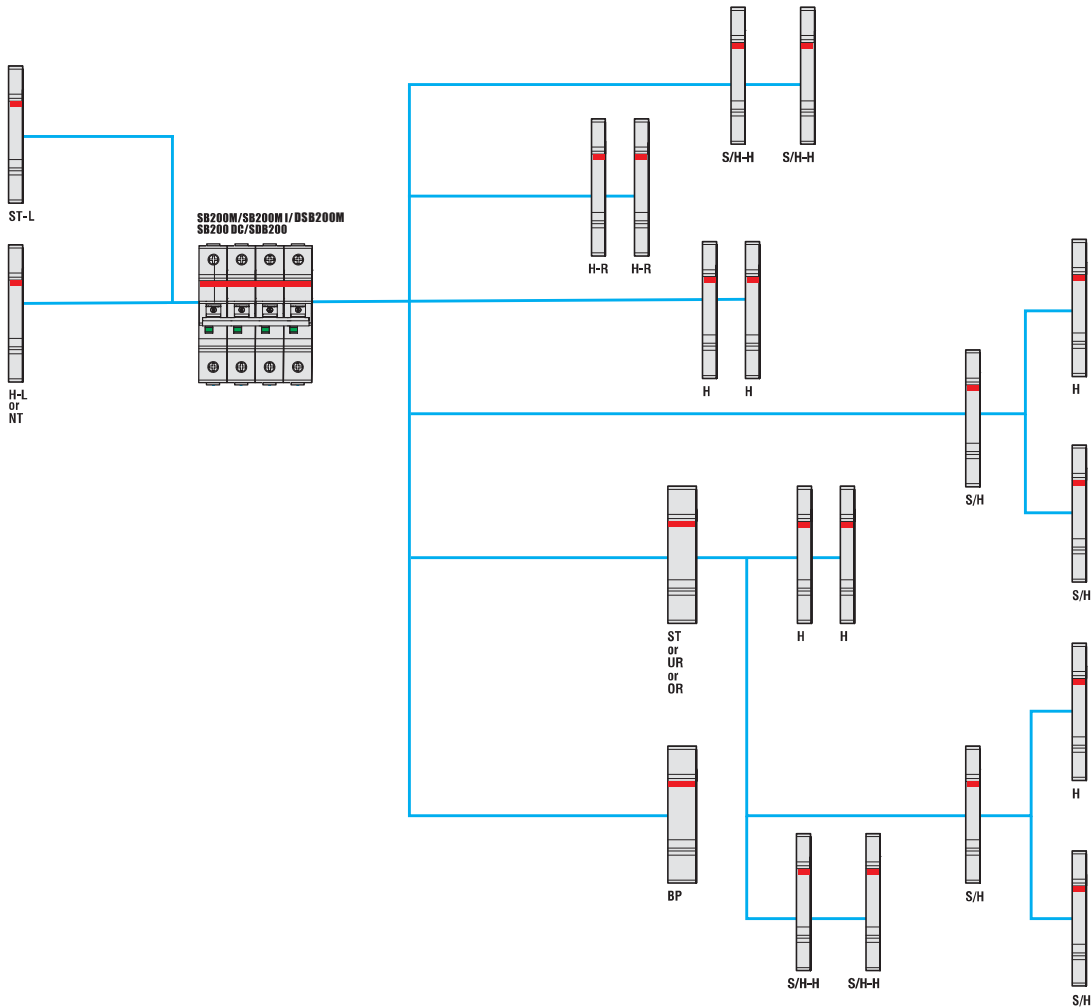 S/H-H S/H-H
ST-L
SB200M/SB200M I/DSB200M
SB200 DC/SDB200
H-R H-R
H-L
or
NT
H H
H
S/H
S/H
H H
ST
or
UR
or
OR
H
BP
S/H
S/H-H S/H-H
S/H